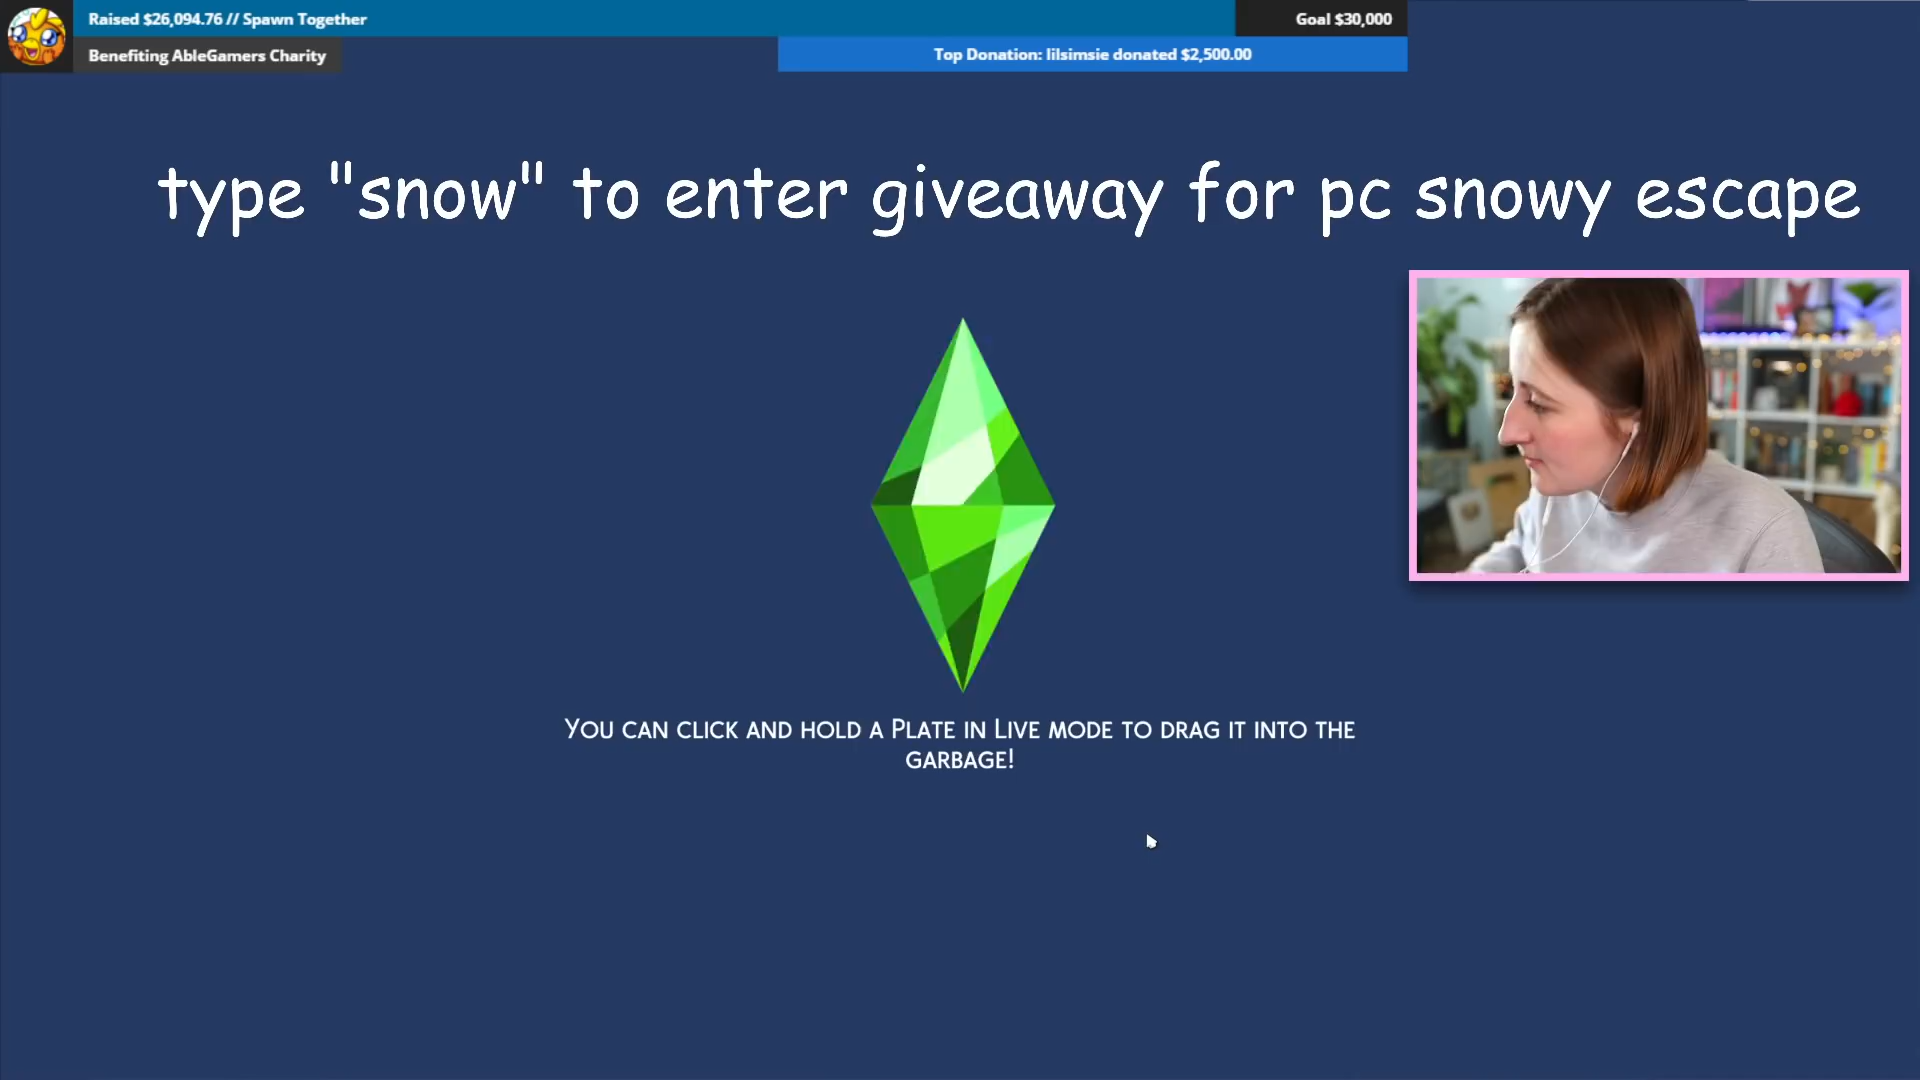 Raised $26,094.76 // Spawn Together
Goal $30,000
Benefiting AbleGamers Charity
Top Donation: lilsimsie donated $2,500.00
type "snow" to enter giveaway for pc snowy escape
You can click and hold a Plate in Live mode to drag it into the
garbage!